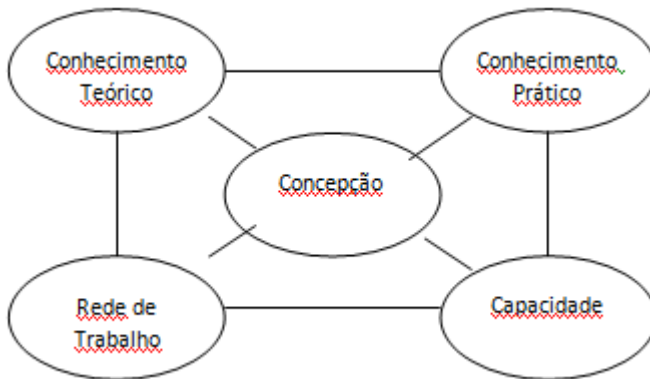 Conhecimento
Teórico
Conhecimento
Prático
Concepção
Rede de
Trabalho
Capacidade